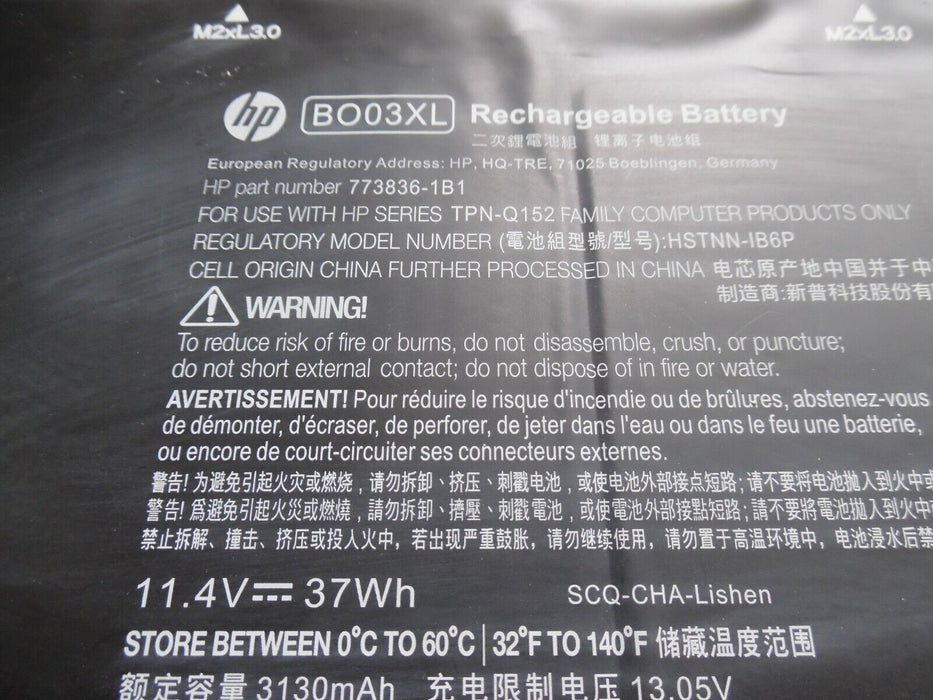 M2xL3.0 M2xL3.0
hp BO03XL Rechargeable Battery
二次鋰電池組 锂离子电池组
European Regulatory Address: HP, HQ-TRE, 71025 Boeblingen, Germany
HP part number 773836-1B1
FOR USE WITH HP SERIES TPN-Q152 FAMILY COMPUTER PRODUCTS ONLY
REGULATORY MODEL NUMBER (電池組型號/型号):HSTNN-IB6P
CELL ORIGIN CHINA FURTHER PROCESSED IN CHINA 电芯原产地中国并于中
制造商:新普科技股份有
WARNING!
To reduce risk of fire or burns, do not disassemble, crush, or puncture;
do not short external contact; do not dispose of in fire or water.
AVERTISSEMENT! Pour réduire le risque d'incendie ou de brûlures, abstenez-vous
de démonter, d'écraser, de perforer, de jeter dans l'eau ou dans le feu une batterie,
ou encore de court-circuiter ses connecteurs externes.
警告! 为避免引起火灾或燃烧，请勿拆卸、挤压、刺戳电池，或使电池外部接点短路; 请不要将电池抛入到火中或
警告! 爲避免引起火災或燃燒，請勿拆卸、擠壓、刺戳電池，或使電池外部接點短路; 請不要將電池拋入到火中
禁止拆解、撞击、挤压或投入火中，若出现严重鼓胀，请勿继续使用，请勿置于高温环境中，电池浸水后禁
11.4V⎓ 37Wh SCQ-CHA-Lishen
STORE BETWEEN 0°C TO 60°C | 32°F TO 140°F 储藏温度范围
额定容量 3130mAh 充电限制电压 13.05V